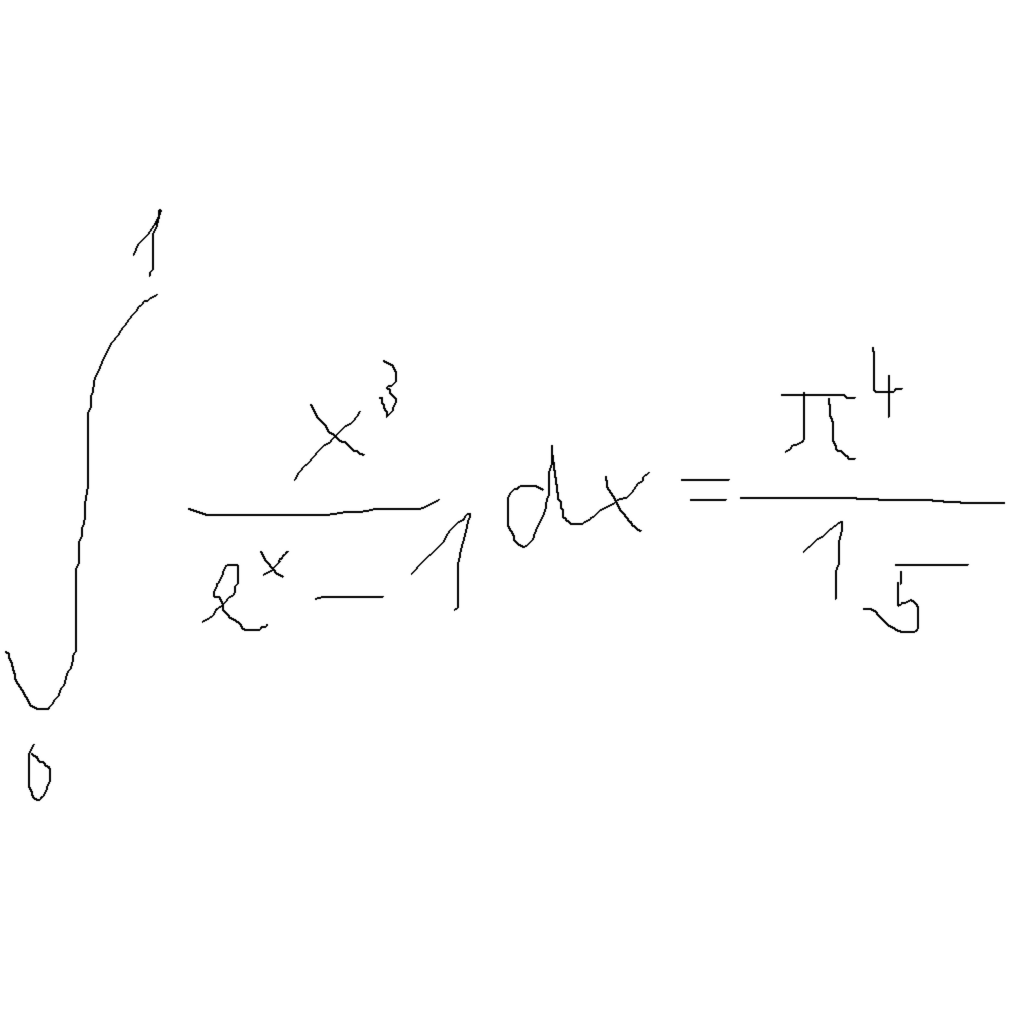 ∫₀¹ x³/(eˣ − 1) dx = π⁴/15